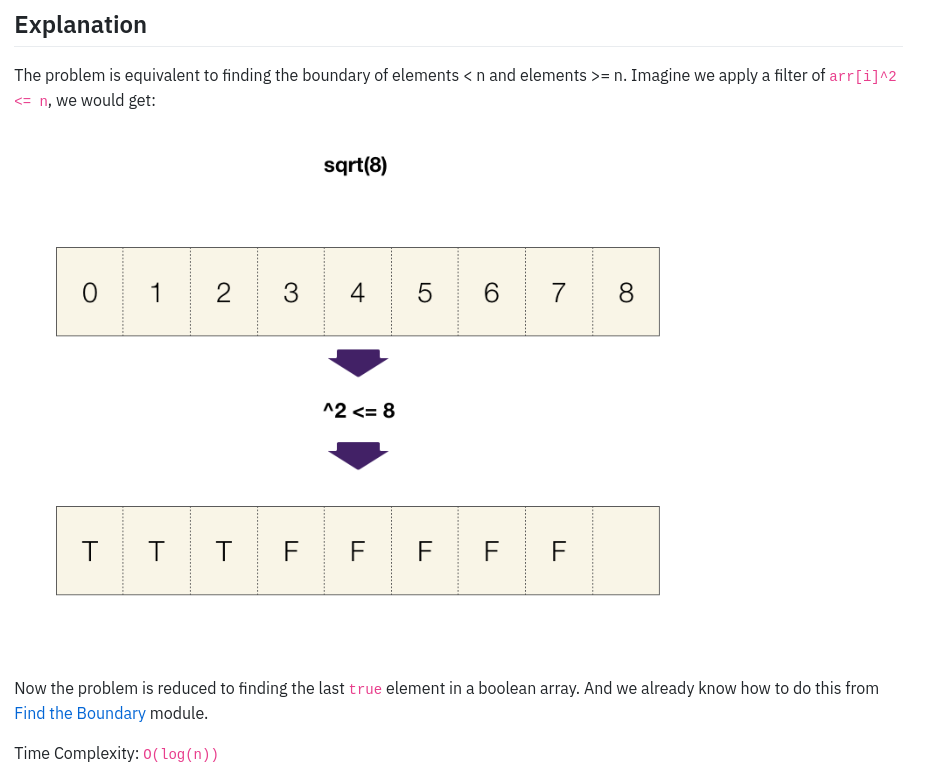 Explanation
The problem is equivalent to finding the boundary of elements < n and elements >= n. Imagine we apply a filter of arr[i]^2
<= n, we would get:
sqrt(8)
0 1 2 3 4 5 6 7 8
^2 <= 8
T T T F F F F F
Now the problem is reduced to finding the last true element in a boolean array. And we already know how to do this from
Find the Boundary module.
Time Complexity: O(log(n))